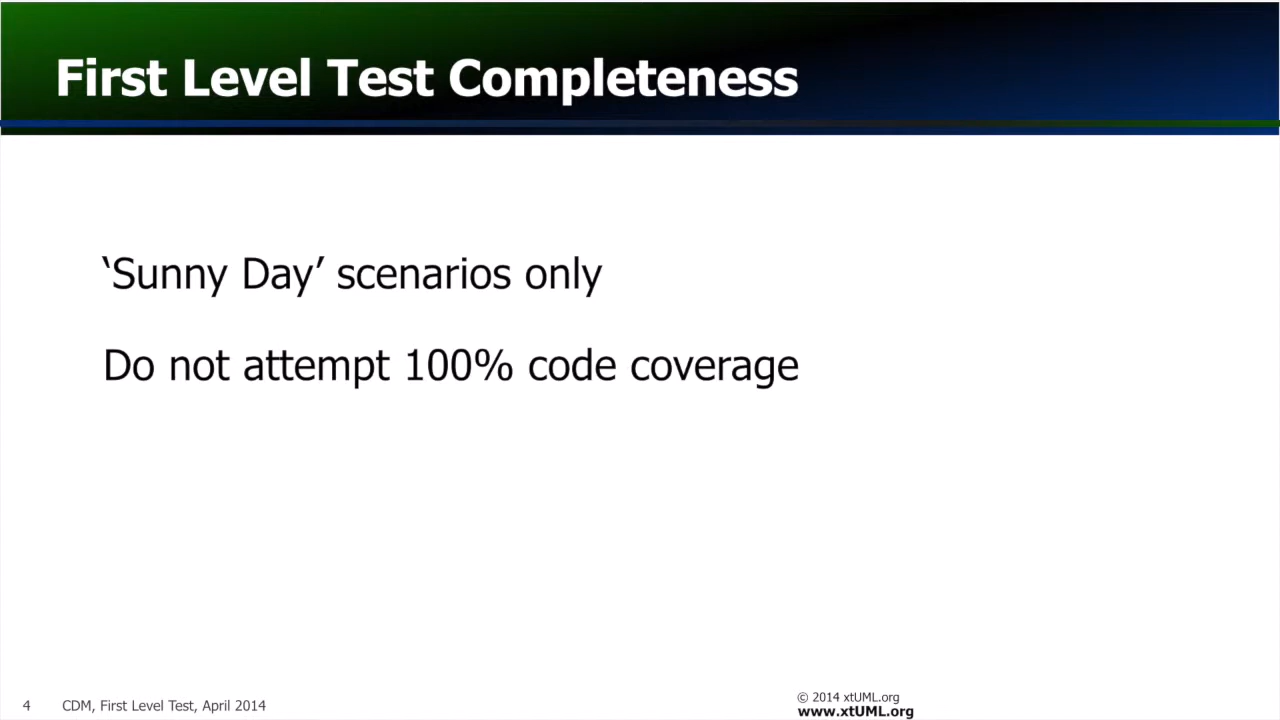 First Level Test Completeness
‘Sunny Day’ scenarios only
Do not attempt 100% code coverage
4 CDM, First Level Test, April 2014
© 2014 xtUML.org
www.xtUML.org